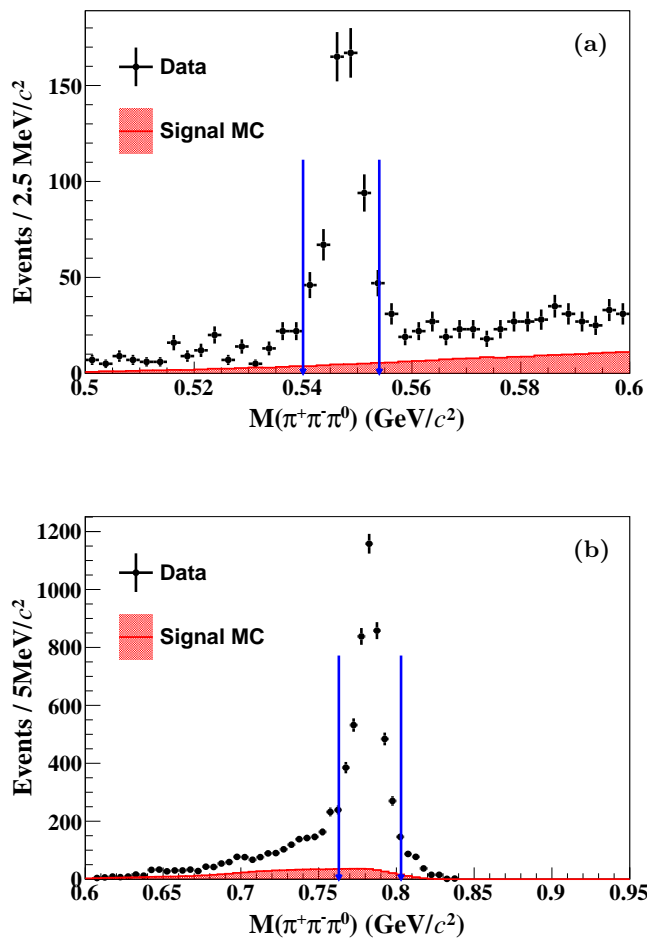 (a)
Data
Signal MC
Events / 2.5 MeV/c²
150
100
50
0
0.5 0.52 0.54 0.56 0.58 0.6
M(π⁺π⁻π⁰) (GeV/c²)
(b)
Data
Signal MC
Events / 5MeV/c²
1200
1000
800
600
400
200
0
0.6 0.65 0.7 0.75 0.8 0.85 0.9 0.95
M(π⁺π⁻π⁰) (GeV/c²)